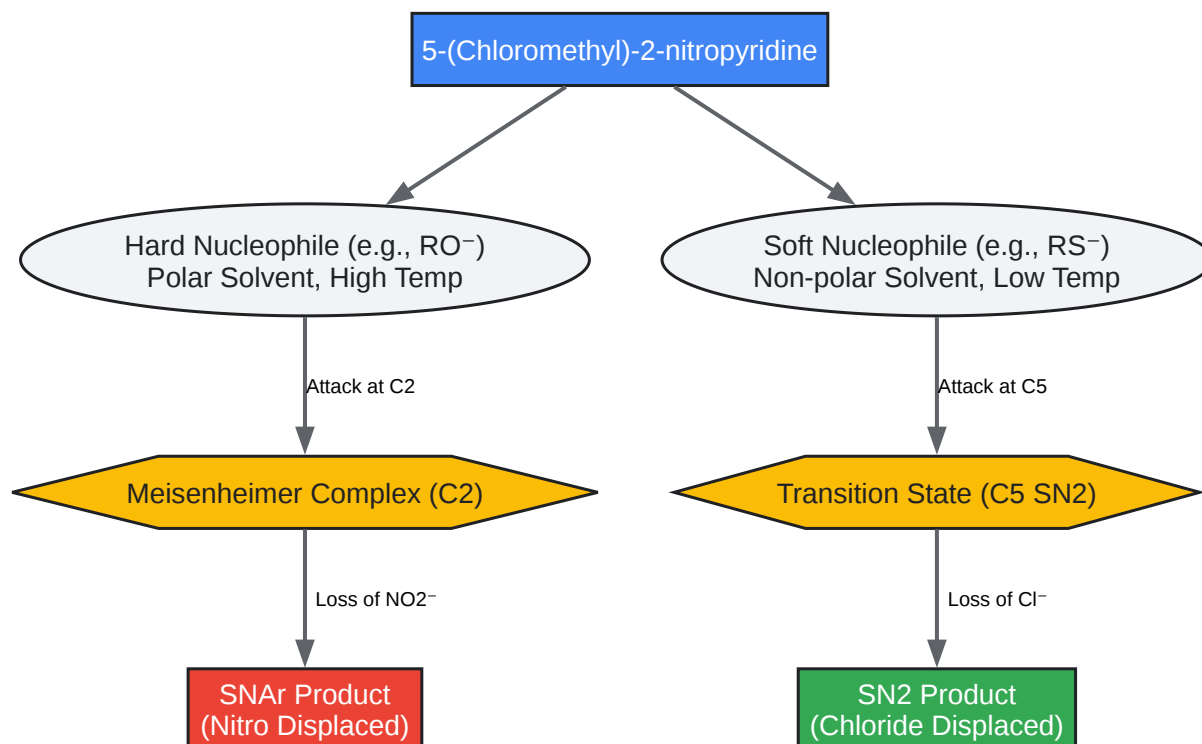 5-(Chloromethyl)-2-nitropyridine
Hard Nucleophile (e.g., RO⁻)
Polar Solvent, High Temp
Soft Nucleophile (e.g., RS⁻)
Non-polar Solvent, Low Temp
Attack at C2
Attack at C5
Meisenheimer Complex (C2)
Transition State (C5 SN2)
Loss of NO2⁻
Loss of Cl⁻
SNAr Product
(Nitro Displaced)
SN2 Product
(Chloride Displaced)